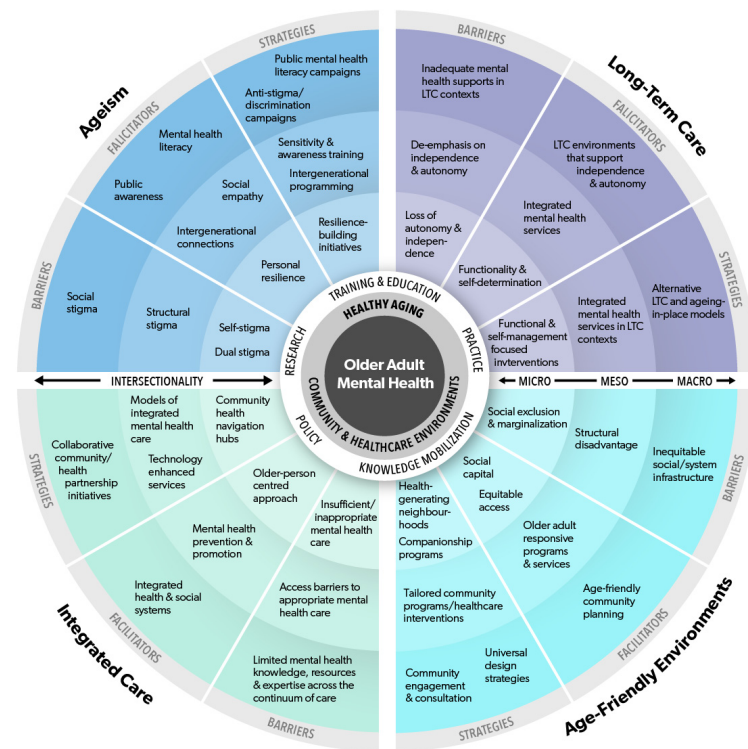 STRATEGIES
Public mental health
literacy campaigns
Anti-stigma/
discrimination
campaigns
Sensitivity &
awareness training
Intergenerational
programming
Resilience-
building
initiatives
Ageism
FALICITATORS
Mental health
literacy
Public
awareness
Social
empathy
Intergenerational
connections
Personal
resilience
BARRIERS
Social
stigma
Structural
stigma
Self-stigma
Dual stigma
BARRIERS
Inadequate mental
health supports in
LTC contexts
De-emphasis on
independence
& autonomy
Loss of
autonomy &
indepen-
dence
Long-Term Care
FALICITATORS
LTC environments
that support
independence
& autonomy
Integrated
mental health
services
Functionality &
self-determination
STRATEGIES
Alternative
LTC and ageing-
in-place models
Integrated
mental health
services in LTC
contexts
Functional &
self-management
focused
invterventions
TRAINING & EDUCATION
PRACTICE
KNOWLEDGE MOBILIZATION
POLICY
RESEARCH
HEALTHY AGING
COMMUNITY & HEALTHCARE ENVIRONMENTS
Older Adult
Mental Health
INTERSECTIONALITY
MICRO
MESO
MACRO
STRATEGIES
Collaborative
community/
health
partnership
initiatives
Models of
integrated
mental health
care
Technology
enhanced
services
Community
health
navigation
hubs
Integrated Care
FACILITATORS
Older-person
centred
approach
Mental health
prevention &
promotion
Integrated
health & social
systems
BARRIERS
Insufficient/
inappropriate
mental health
care
Access barriers to
appropriate mental
health care
Limited mental health
knowledge, resources
& expertise across the
continuum of care
BARRIERS
Social exclusion
& marginalization
Structural
disadvantage
Inequitable
social/system
infrastructure
Age-Friendly Environments
FACILITATORS
Social
capital
Equitable
access
Older adult
responsive
programs
& services
Age-friendly
community
planning
STRATEGIES
Health-
generating
neighbour-
hoods
Companionship
programs
Tailored community
programs/healthcare
interventions
Universal
design
strategies
Community
engagement
& consultation